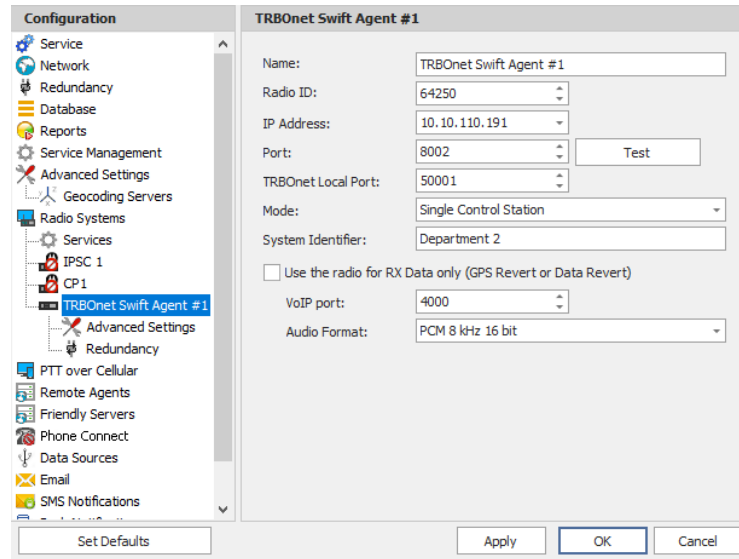 Configuration
Service
Network
Redundancy
Database
Reports
Service Management
Advanced Settings
Geocoding Servers
Radio Systems
Services
IPSC 1
CP1
TRBOnet Swift Agent #1
Advanced Settings
Redundancy
PTT over Cellular
Remote Agents
Friendly Servers
Phone Connect
Data Sources
Email
SMS Notifications
Set Defaults
TRBOnet Swift Agent #1
Name: TRBOnet Swift Agent #1
Radio ID: 64250
IP Address: 10.10.110.191
Port: 8002 Test
TRBOnet Local Port: 50001
Mode: Single Control Station
System Identifier: Department 2
Use the radio for RX Data only (GPS Revert or Data Revert)
VoIP port: 4000
Audio Format: PCM 8 kHz 16 bit
Apply OK Cancel